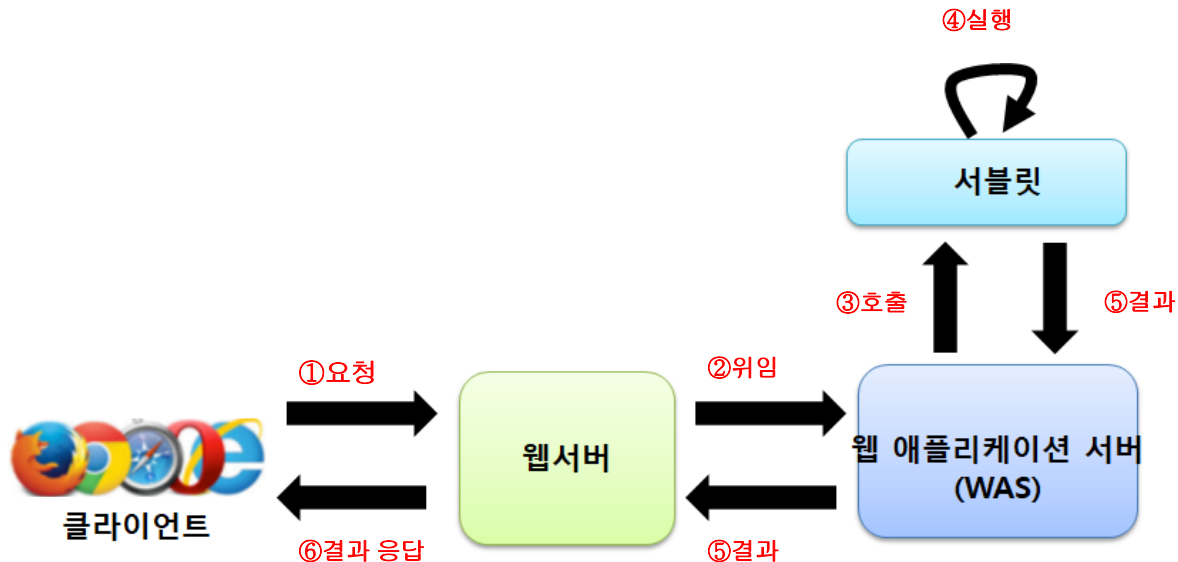 ④실행
서블릿
③호출
⑤결과
①요청
②위임
웹서버
웹 애플리케이션 서버
(WAS)
클라이언트
⑥결과 응답
⑤결과